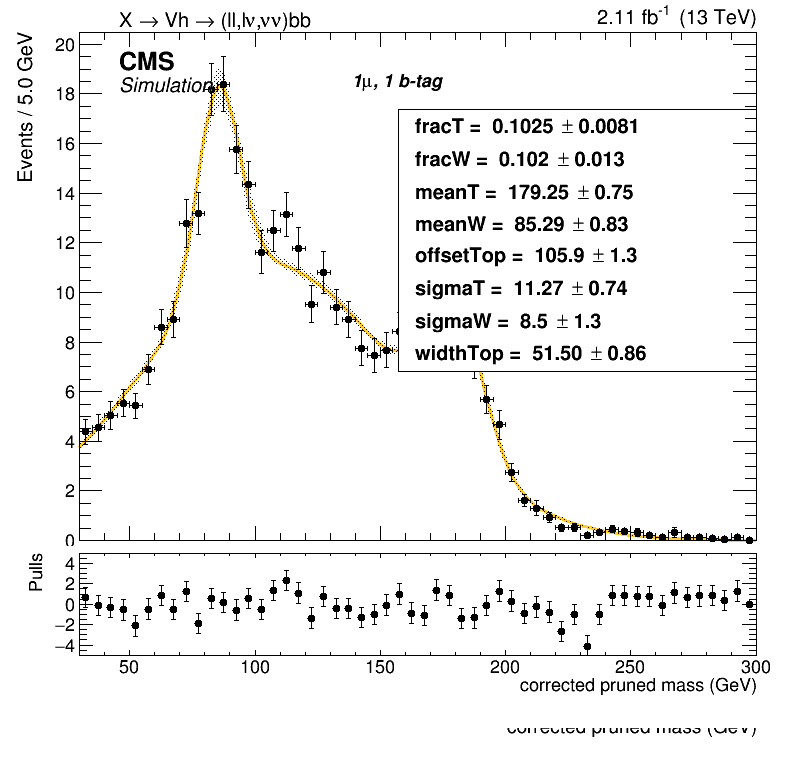 X → Vh → (ll,lν,νν)bb
2.11 fb-1 (13 TeV)
CMS
Simulation
1μ, 1 b-tag
Events / 5.0 GeV
20
18
16
14
12
10
8
6
4
2
0
fracT = 0.1025 ± 0.0081
fracW = 0.102 ± 0.013
meanT = 179.25 ± 0.75
meanW = 85.29 ± 0.83
offsetTop = 105.9 ± 1.3
sigmaT = 11.27 ± 0.74
sigmaW = 8.5 ± 1.3
widthTop = 51.50 ± 0.86
Pulls
4
2
0
−2
−4
50 100 150 200 250 300
corrected pruned mass (GeV)
corrected pruned mass (GeV)